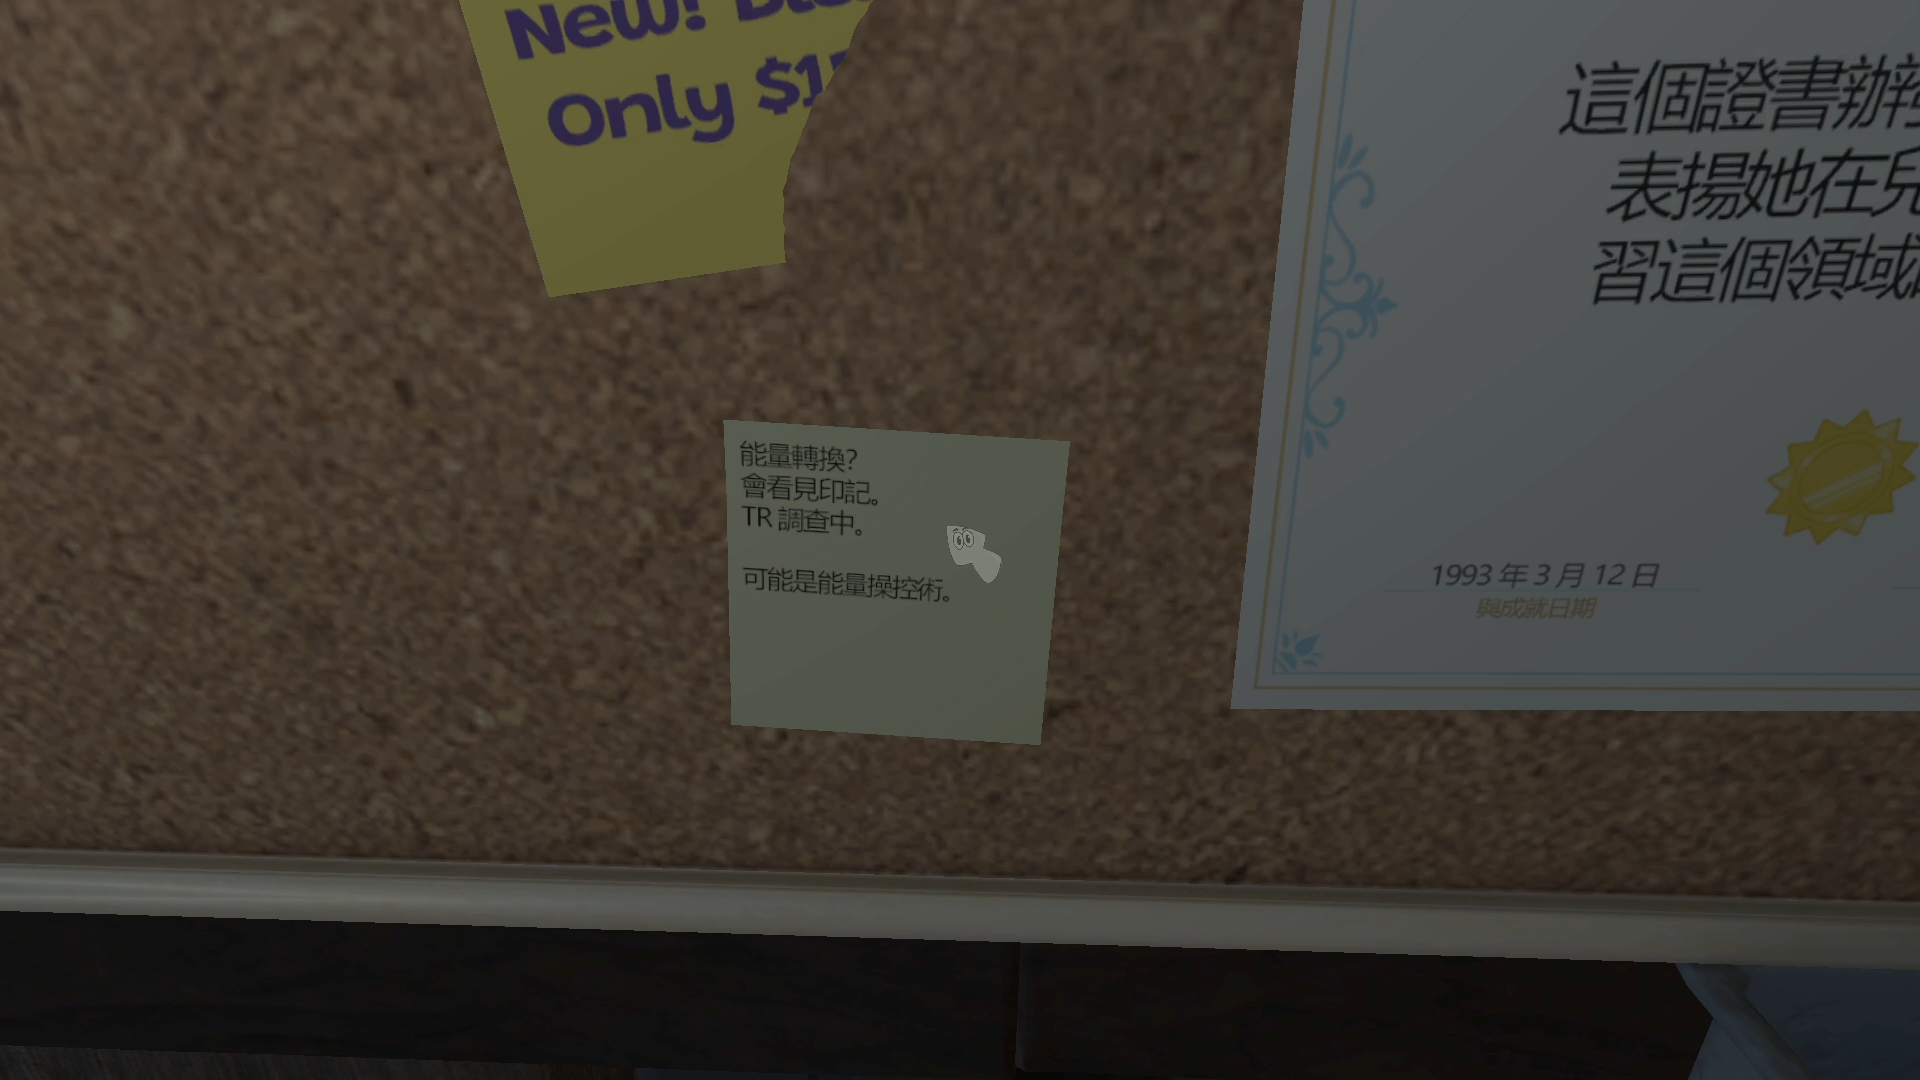 New!
Only
這個證書
表揚她在
習這個領域
能量轉換?
會看見印記。
TR 調查中。
可能是能量操控術。
1993 年 3 月 12 日
與成就日期